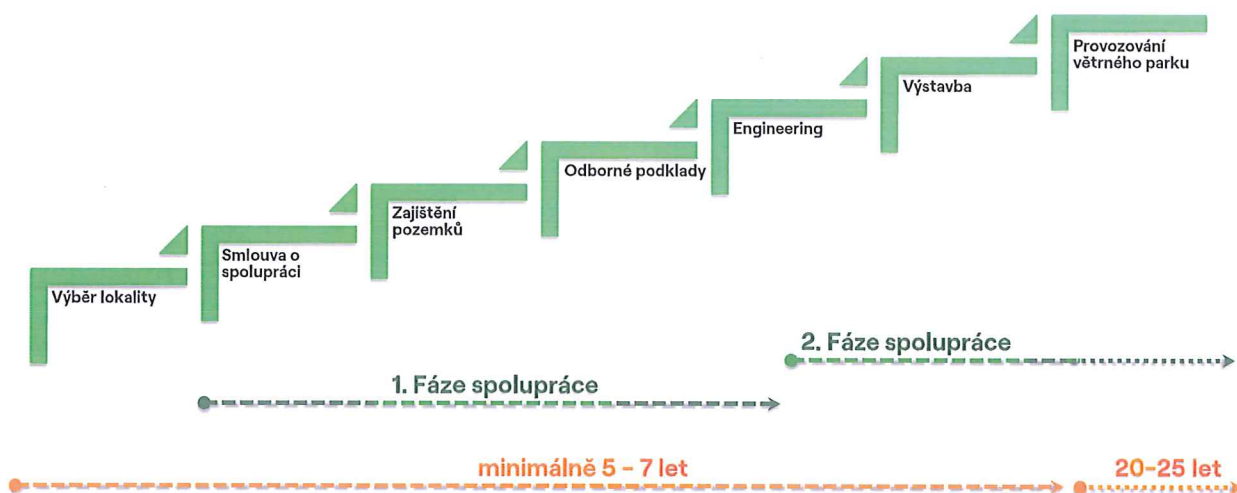 Výběr lokality
Smlouva o
spolupráci
Zajíštění
pozemků
Odborné podklady
Engineering
Výstavba
Provozování
větrného parku
1. Fáze spolupráce
2. Fáze spolupráce
minimálně 5 – 7 let
20-25 let